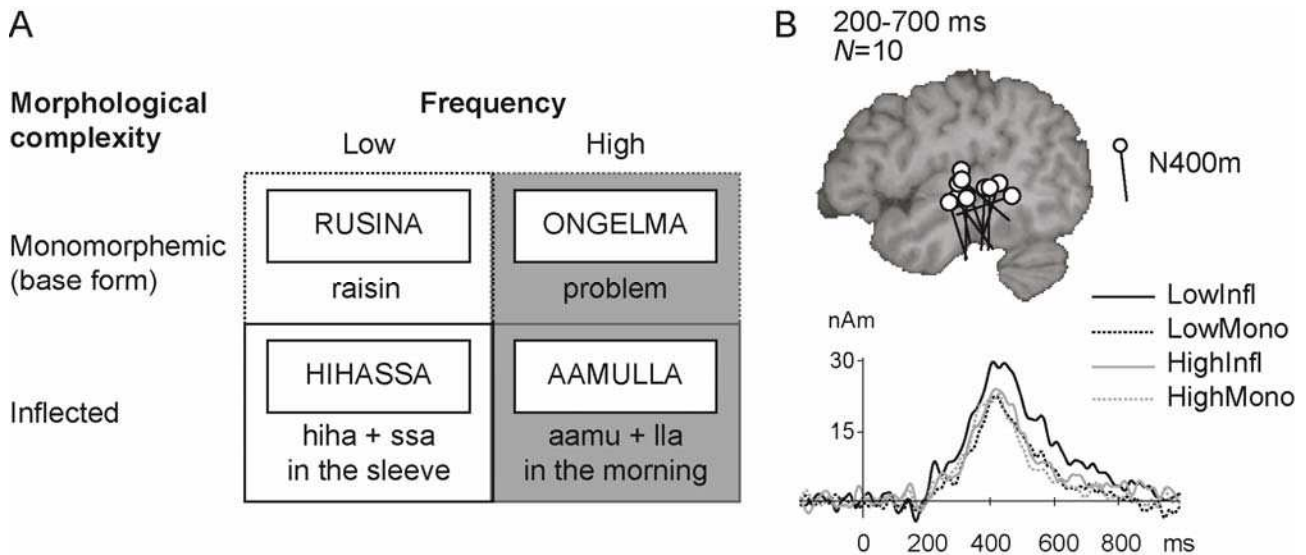 A
Morphological
complexity
Frequency
Low
High
Monomorphemic
(base form)
RUSINA
raisin
ONGELMA
problem
Inflected
HIHASSA
hiha + ssa
in the sleeve
AAMULLA
aamu + lla
in the morning
B
200-700 ms
N=10
N400m
LowInfl
LowMono
HighInfl
HighMono
nAm
30
15
0 200 400 600 800 ms